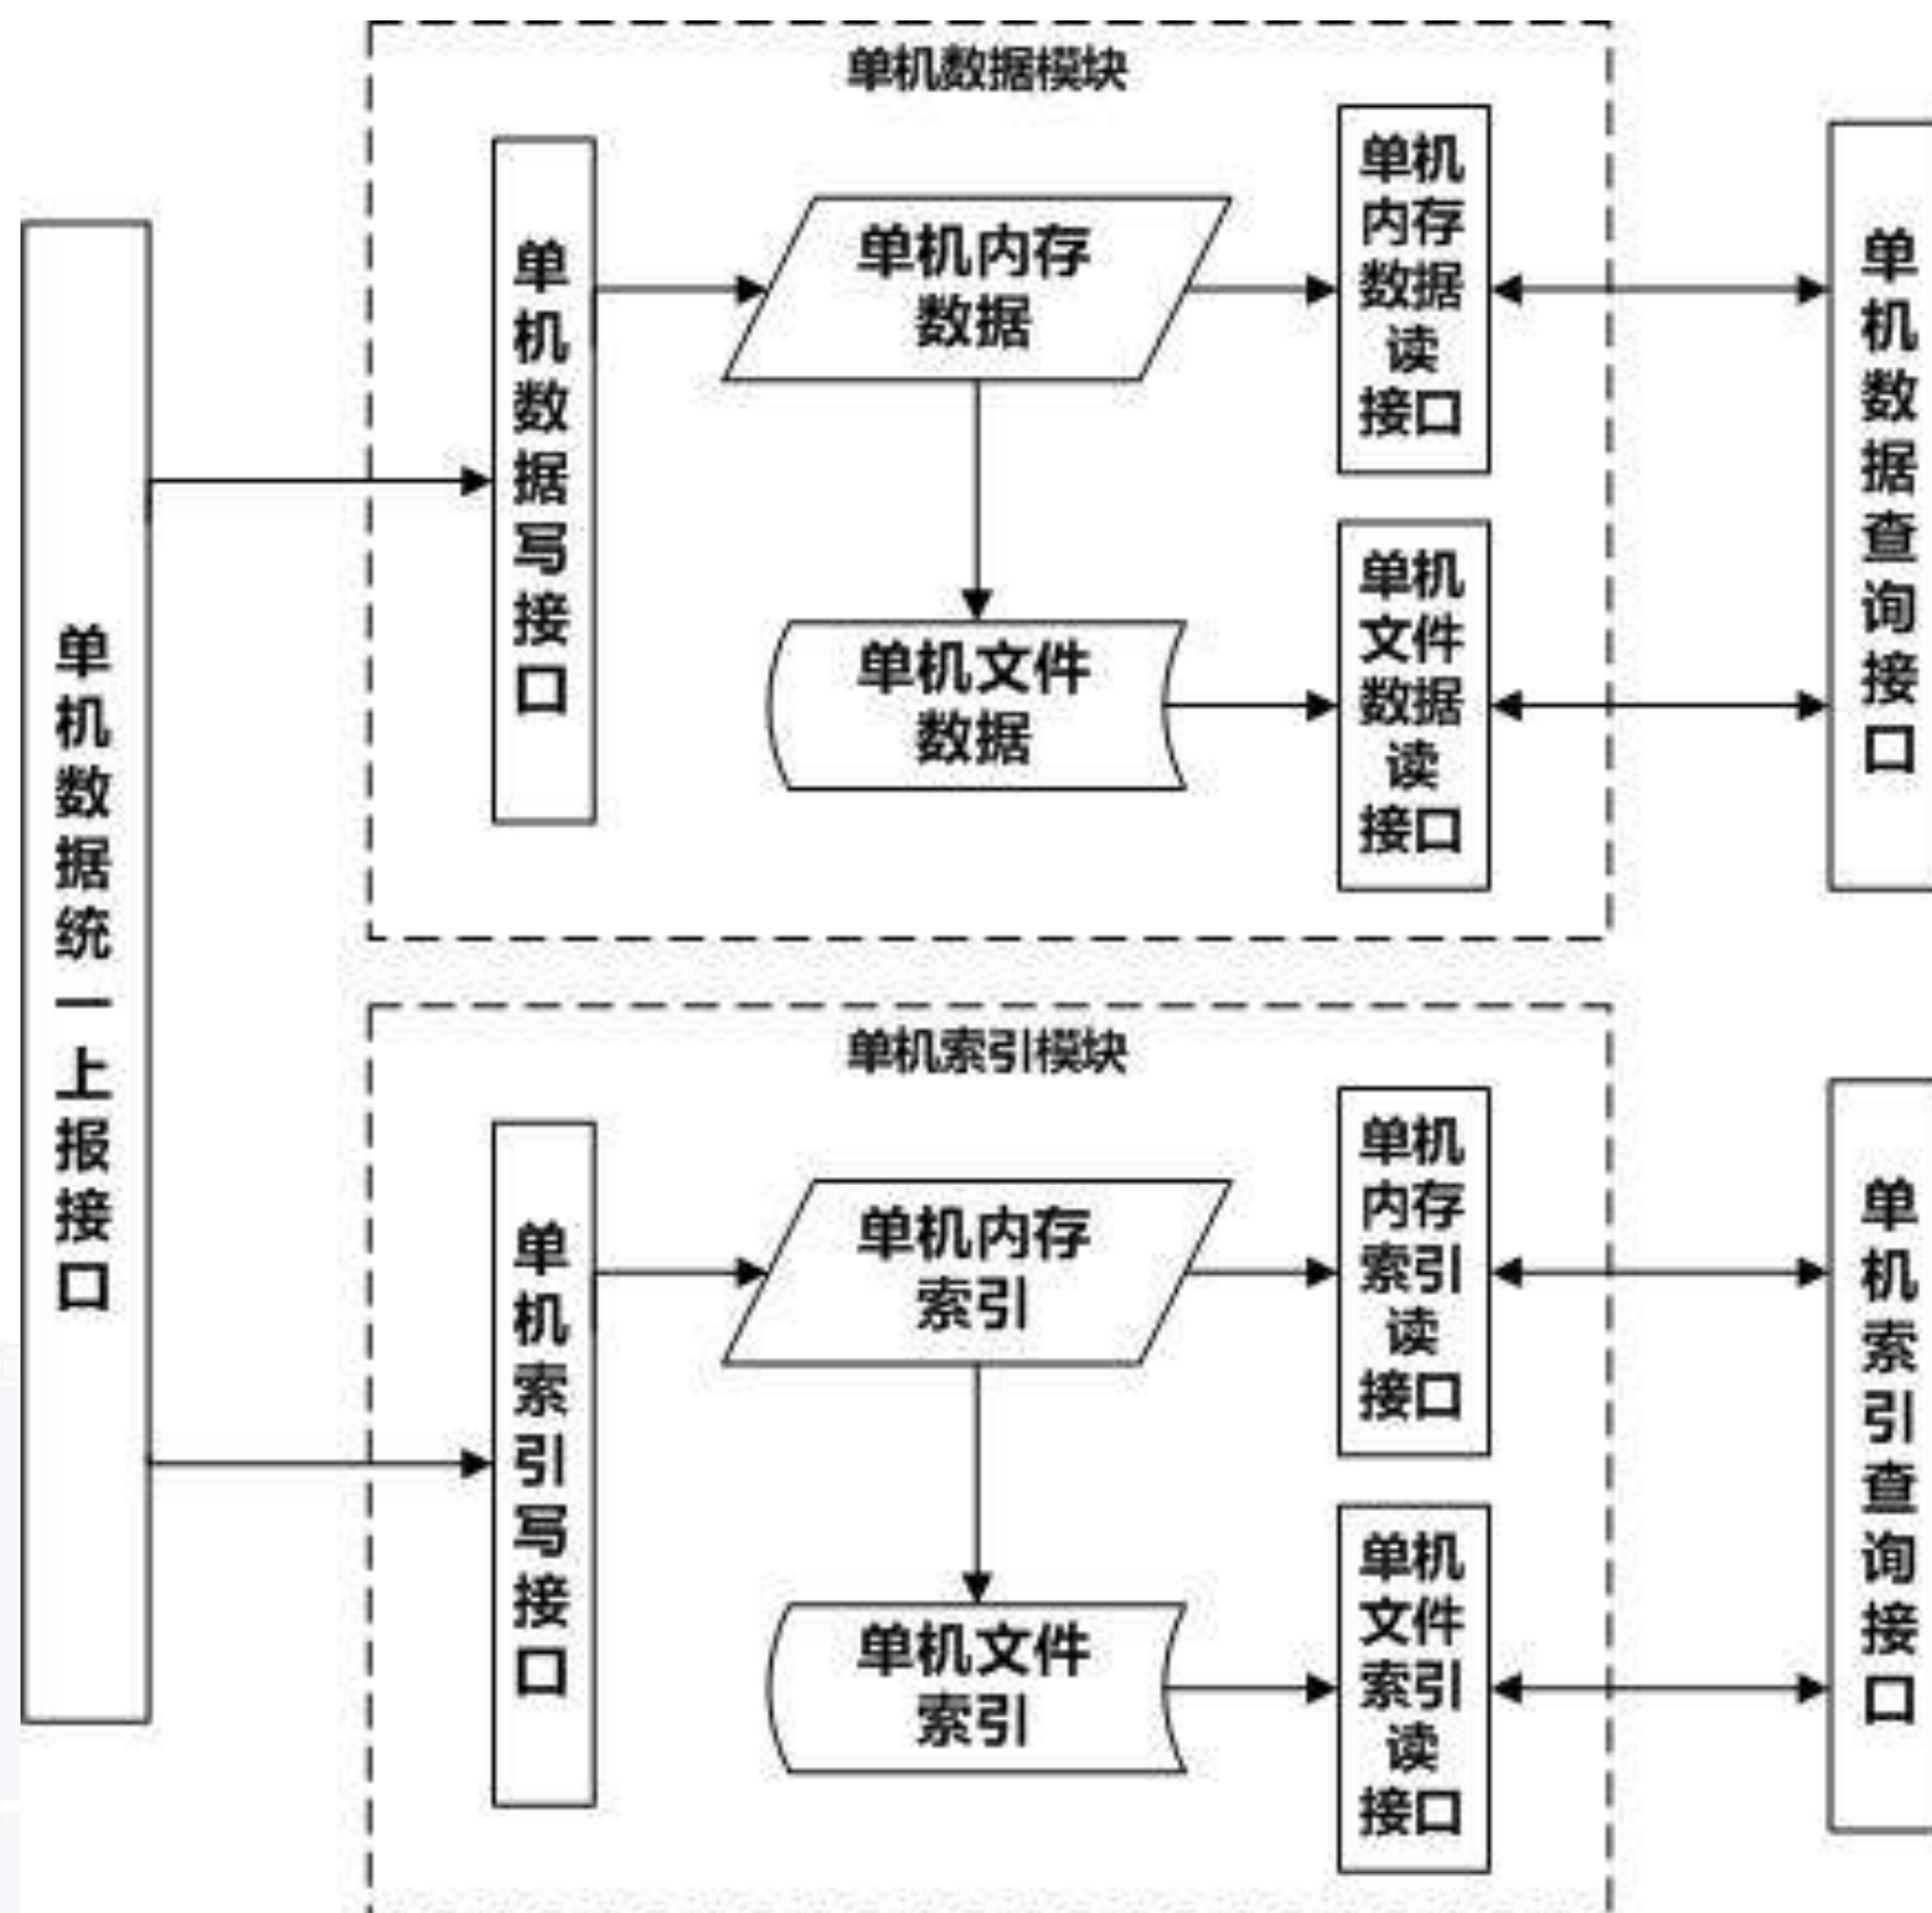 单机数据统一上报接口
单机数据模块
单机数据写接口
单机内存
数据
单机文件
数据
单机
内存
数据
读
接口
单机
文件
数据
读
接口
单机数据查询接口
单机索引模块
单机索引写接口
单机内存
索引
单机文件
索引
单机
内存
索引
读
接口
单机
文件
索引
读
接口
单机索引查询接口